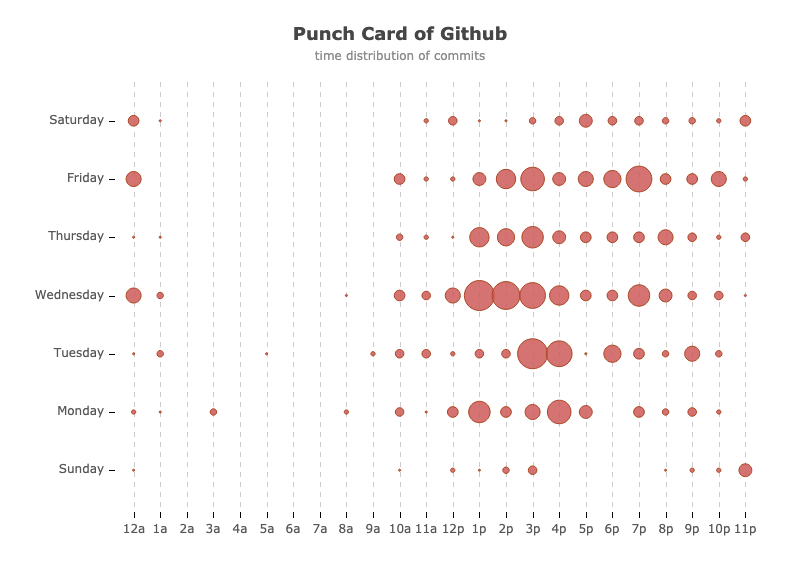 Punch Card of Github
time distribution of commits
Saturday
Friday
Thursday
Wednesday
Tuesday
Monday
Sunday
12a 1a 2a 3a 4a 5a 6a 7a 8a 9a 10a 11a 12p 1p 2p 3p 4p 5p 6p 7p 8p 9p 10p 11p